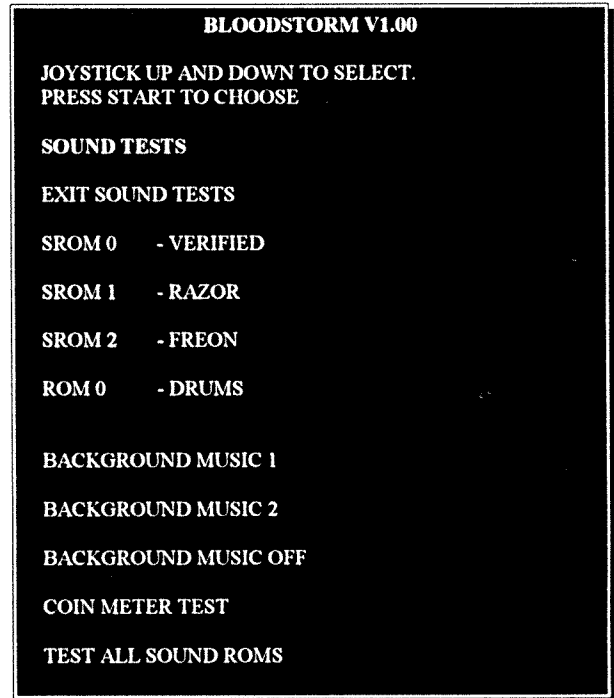 BLOODSTORM V1.00
JOYSTICK UP AND DOWN TO SELECT.
PRESS START TO CHOOSE
SOUND TESTS
EXIT SOUND TESTS
SROM 0 - VERIFIED
SROM 1 - RAZOR
SROM 2 - FREON
ROM 0 - DRUMS
BACKGROUND MUSIC 1
BACKGROUND MUSIC 2
BACKGROUND MUSIC OFF
COIN METER TEST
TEST ALL SOUND ROMS